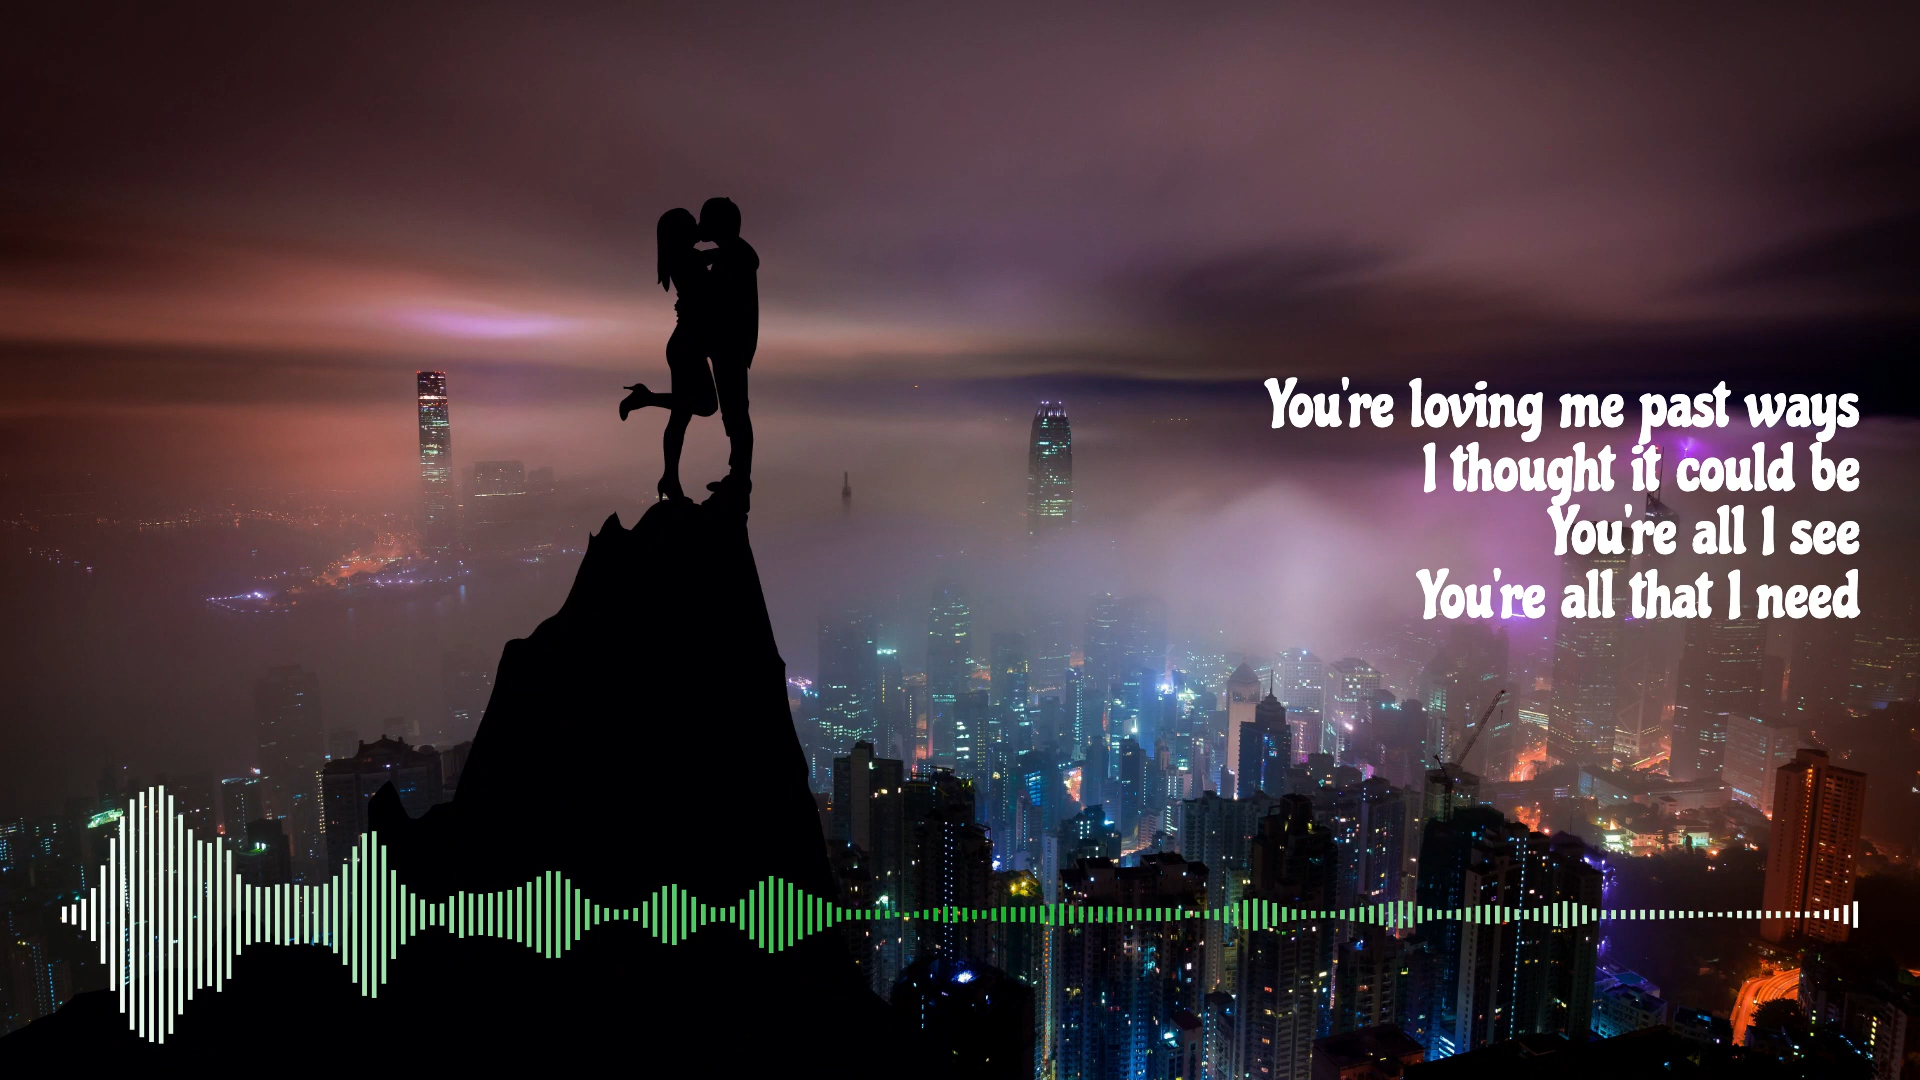 You're loving me past ways
I thought it could be
You're all I see
You're all that I need